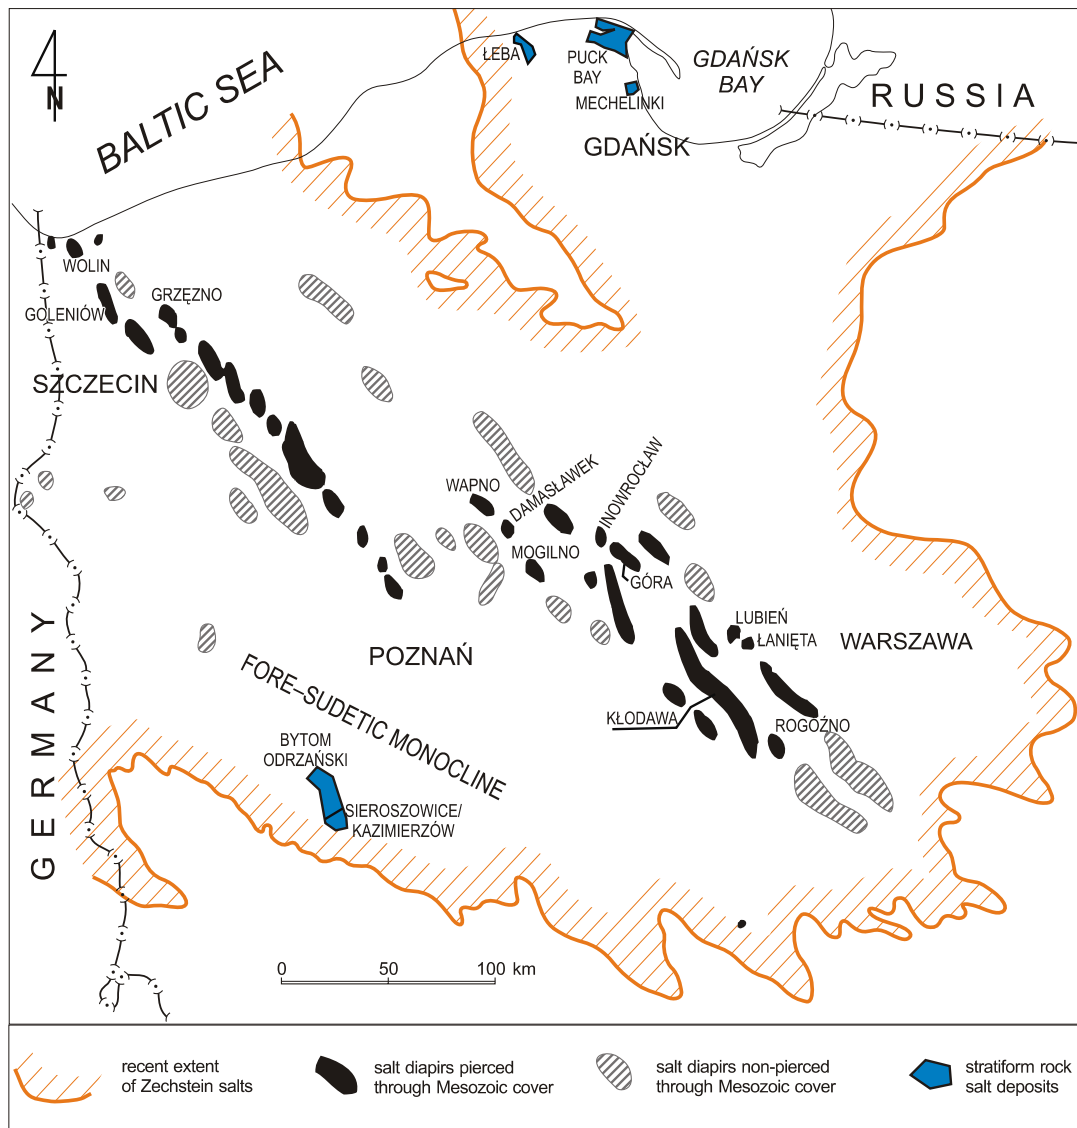 N
BALTIC SEA
ŁEBA
PUCK
BAY
MECHELINKI
GDAŃSK
BAY
RUSSIA
GDAŃSK
WOLIN
GOLENIÓW
GRZĘZNO
SZCZECIN
WAPNO
DAMASŁAWEK
INOWROCŁAW
MOGILNO
GÓRA
LUBIEŃ
ŁANIĘTA
WARSZAWA
POZNAŃ
KŁODAWA
ROGOŹNO
GERMANY
FORE–SUDETIC MONOCLINE
BYTOM
ODRZAŃSKI
SIEROSZOWICE/
KAZIMIERZÓW
0 50 100 km
recent extent
of Zechstein salts
salt diapirs pierced
through Mesozoic cover
salt diapirs non-pierced
through Mesozoic cover
stratiform rock
salt deposits